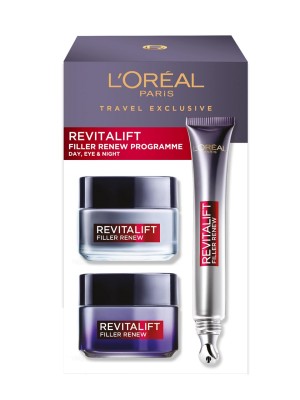 L'ORÉAL
PARIS
TRAVEL EXCLUSIVE
REVITALIFT
FILLER RENEW PROGRAMME
DAY, EYE & NIGHT
REVITALIFT
FILLER RENEW
REVITALIFT
FILLER RENEW
L'ORÉAL
REVITALIFT
FILLER RENEW